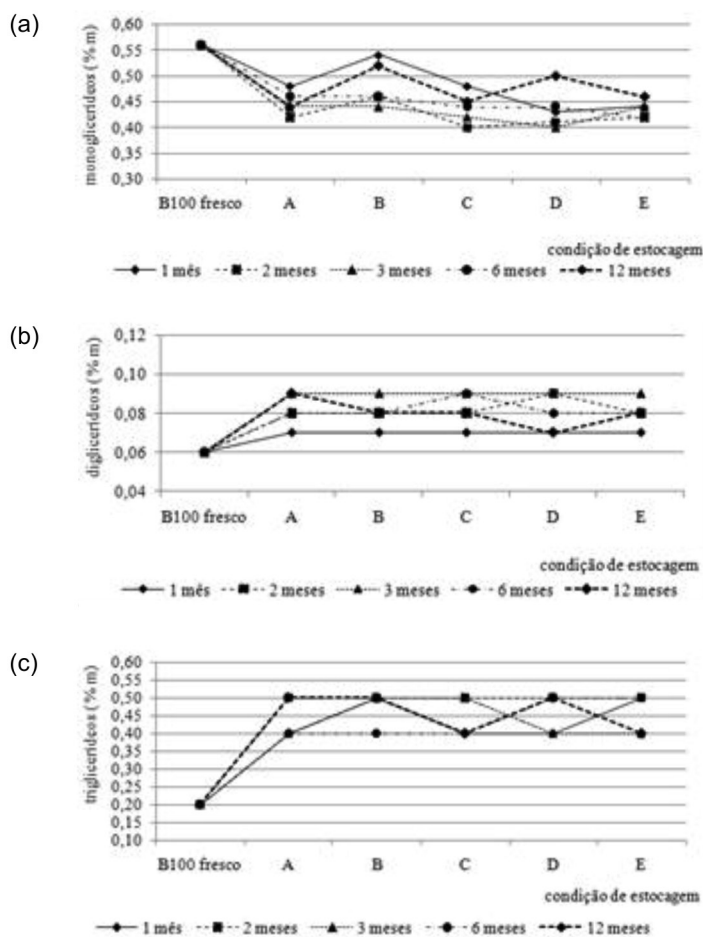 (a)
monoglicerídeos (% m)
0,60
0,55
0,50
0,45
0,40
0,35
0,30
B100 fresco A B C D E
condição de estocagem
1 mês 2 meses 3 meses 6 meses 12 meses
(b)
diglicerídeos (% m)
0,12
0,10
0,08
0,06
0,04
B100 fresco A B C D E
condição de estocagem
1 mês 2 meses 3 meses 6 meses 12 meses
(c)
triglicerídeos (% m)
0,60
0,55
0,50
0,45
0,40
0,35
0,30
0,25
0,20
0,15
0,10
B100 fresco A B C D E
condição de estocagem
1 mês 2 meses 3 meses 6 meses 12 meses